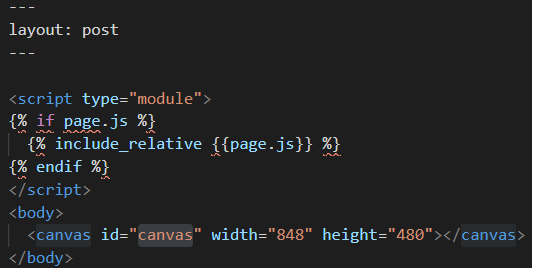 ---
layout: post
---
<script type="module">
{% if page.js %}
{% include_relative {{page.js}} %}
{% endif %}
</script>
<body>
<canvas id="canvas" width="848" height="480"></canvas>
</body>